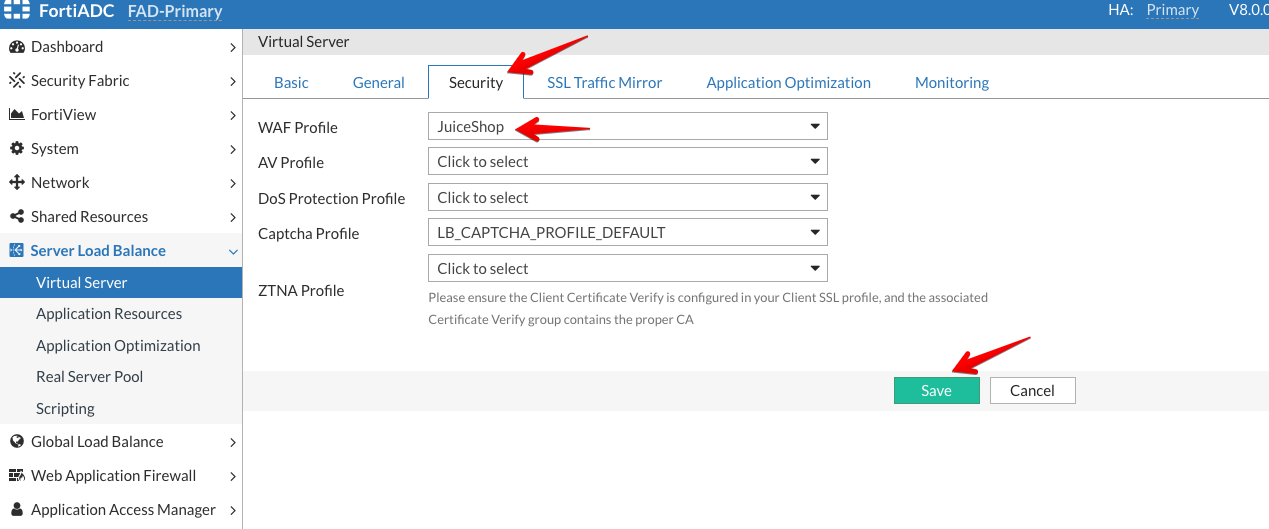 FortiADC FAD-Primary HA: Primary V8.0.0
Dashboard
Security Fabric
FortiView
System
Network
Shared Resources
Server Load Balance
Virtual Server
Application Resources
Application Optimization
Real Server Pool
Scripting
Global Load Balance
Web Application Firewall
Application Access Manager
Virtual Server
Basic General Security SSL Traffic Mirror Application Optimization Monitoring
WAF Profile JuiceShop
AV Profile Click to select
DoS Protection Profile Click to select
Captcha Profile LB_CAPTCHA_PROFILE_DEFAULT
ZTNA Profile Click to select
Please ensure the Client Certificate Verify is configured in your Client SSL profile, and the associated
Certificate Verify group contains the proper CA
Save Cancel